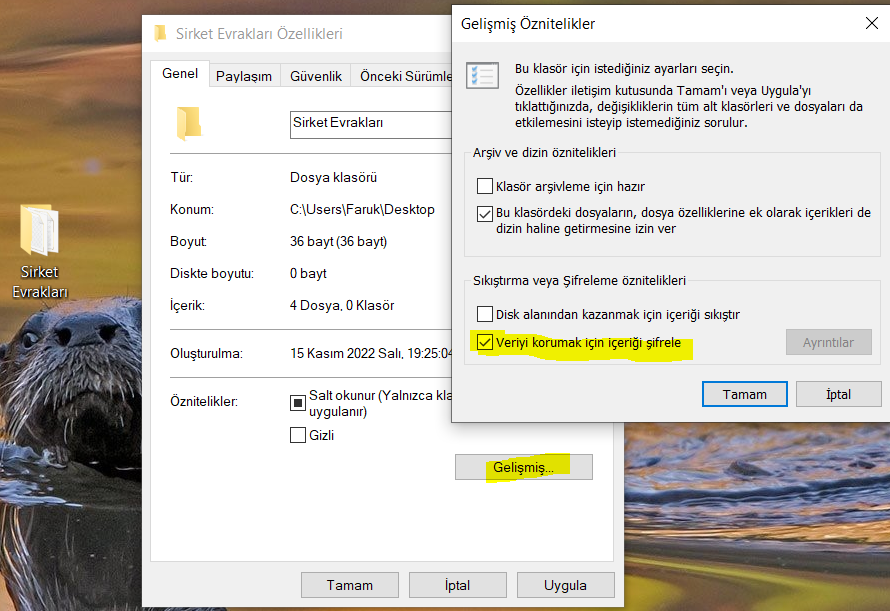 Sirket
Evrakları
Sirket Evrakları Özellikleri
Genel
Paylaşım
Güvenlik
Önceki Sürümle
Sirket Evrakları
Tür:
Dosya klasörü
Konum:
C:\Users\Faruk\Desktop
Boyut:
36 bayt (36 bayt)
Diskte boyutu:
0 bayt
İçerik:
4 Dosya, 0 Klasör
Oluşturulma:
15 Kasım 2022 Salı, 19:25:04
Öznitelikler:
Salt okunur (Yalnızca kla
uygulanır)
Gizli
Gelişmiş...
Tamam
İptal
Uygula
Gelişmiş Öznitelikler
Bu klasör için istediğiniz ayarları seçin.
Özellikler iletişim kutusunda Tamam'ı veya Uygula'yı
tıklattığınızda, değişikliklerin tüm alt klasörleri ve dosyaları da
etkilemesini isteyip istemediğiniz sorulur.
Arşiv ve dizin öznitelikleri
Klasör arşivleme için hazır
Bu klasördeki dosyaların, dosya özelliklerine ek olarak içerikleri de
dizin haline getirmesine izin ver
Sıkıştırma veya Şifreleme öznitelikleri
Disk alanından kazanmak için içeriği sıkıştır
Veriyi korumak için içeriği şifrele
Ayrıntılar
Tamam
İptal